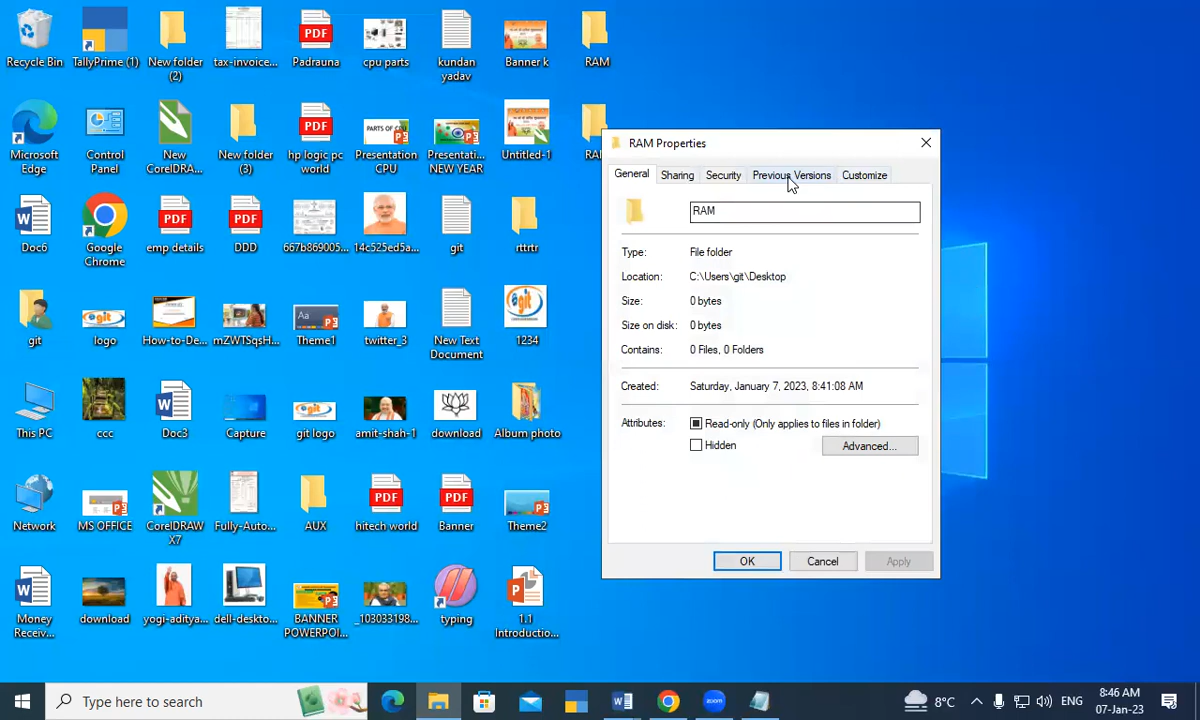 Recycle Bin
TallyPrime (1)
New folder
(2)
tax-invoice...
Padrauna
cpu parts
kundan
yadav
Banner k
RAM
Microsoft
Edge
Control
Panel
New
CorelDRA...
New folder
(3)
hp logic pc
world
Presentation
CPU
Presentati...
NEW YEAR
Untitled-1
Doc6
Google
Chrome
emp details
DDD
667b869005...
14c525ed5a...
git
rttrtr
git
logo
How-to-De...
mZWTSqsH...
Theme1
twitter_3
New Text
Document
1234
This PC
ccc
Doc3
Capture
git logo
amit-shah-1
download
Album photo
Network
MS OFFICE
CorelDRAW
X7
Fully-Auto...
AUX
hitech world
Banner
Theme2
Money
Receiv...
download
yogi-aditya...
dell-deskto...
BANNER
POWERPOI...
_103033198...
typing
1.1
Introductio...
RAM Properties
General
Sharing
Security
Previous Versions
Customize
RAM
Type: File folder
Location: C:\Users\git\Desktop
Size: 0 bytes
Size on disk: 0 bytes
Contains: 0 Files, 0 Folders
Created: Saturday, January 7, 2023, 8:41:08 AM
Attributes: Read-only (Only applies to files in folder)
Hidden
Advanced...
OK
Cancel
Apply
Type here to search
8°C
ENG
8:46 AM
07-Jan-23